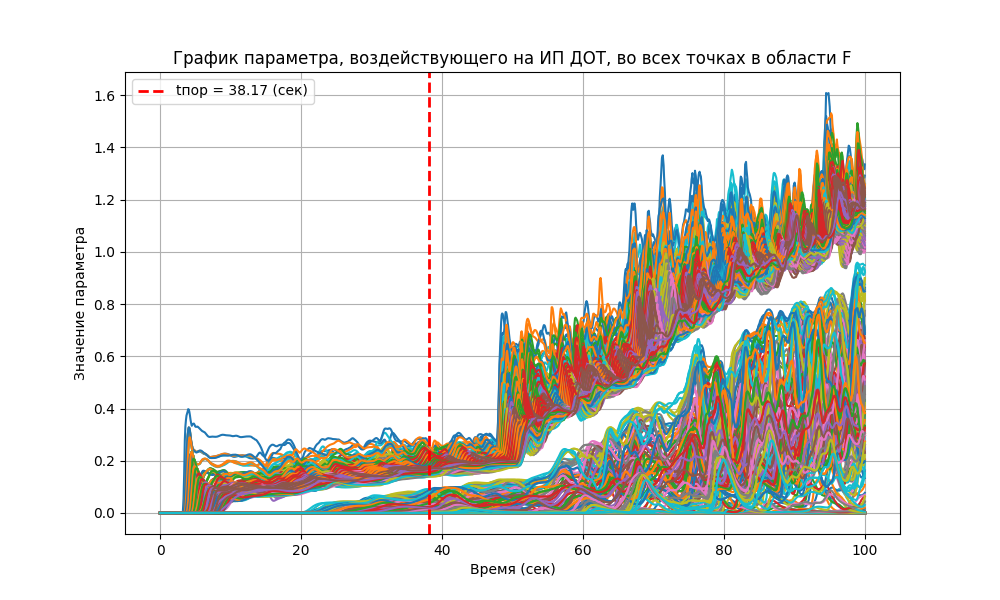 График параметра, воздействующего на ИП ДОТ, во всех точках в области F
tпор = 38.17 (сек)
1.6
1.4
1.2
1.0
0.8
0.6
0.4
0.2
0.0
Значение параметра
0 20 40 60 80 100
Время (сек)